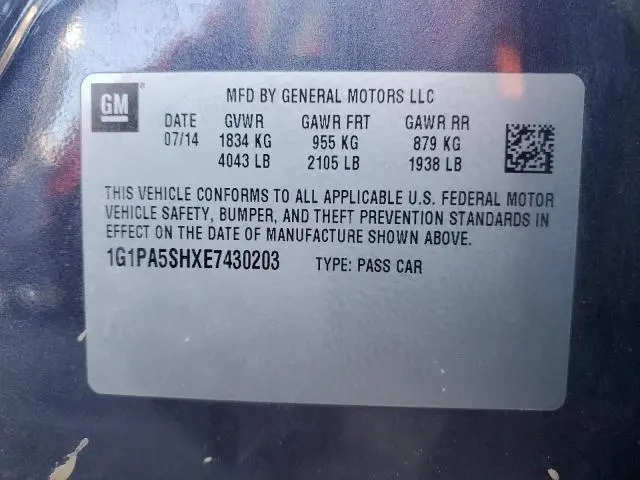 GM
MFD BY GENERAL MOTORS LLC
DATE GVWR GAWR FRT GAWR RR
07/14 1834 KG 955 KG 879 KG
4043 LB 2105 LB 1938 LB
THIS VEHICLE CONFORMS TO ALL APPLICABLE U.S. FEDERAL MOTOR
VEHICLE SAFETY, BUMPER, AND THEFT PREVENTION STANDARDS IN
EFFECT ON THE DATE OF MANUFACTURE SHOWN ABOVE.
1G1PA5SHXE7430203 TYPE: PASS CAR